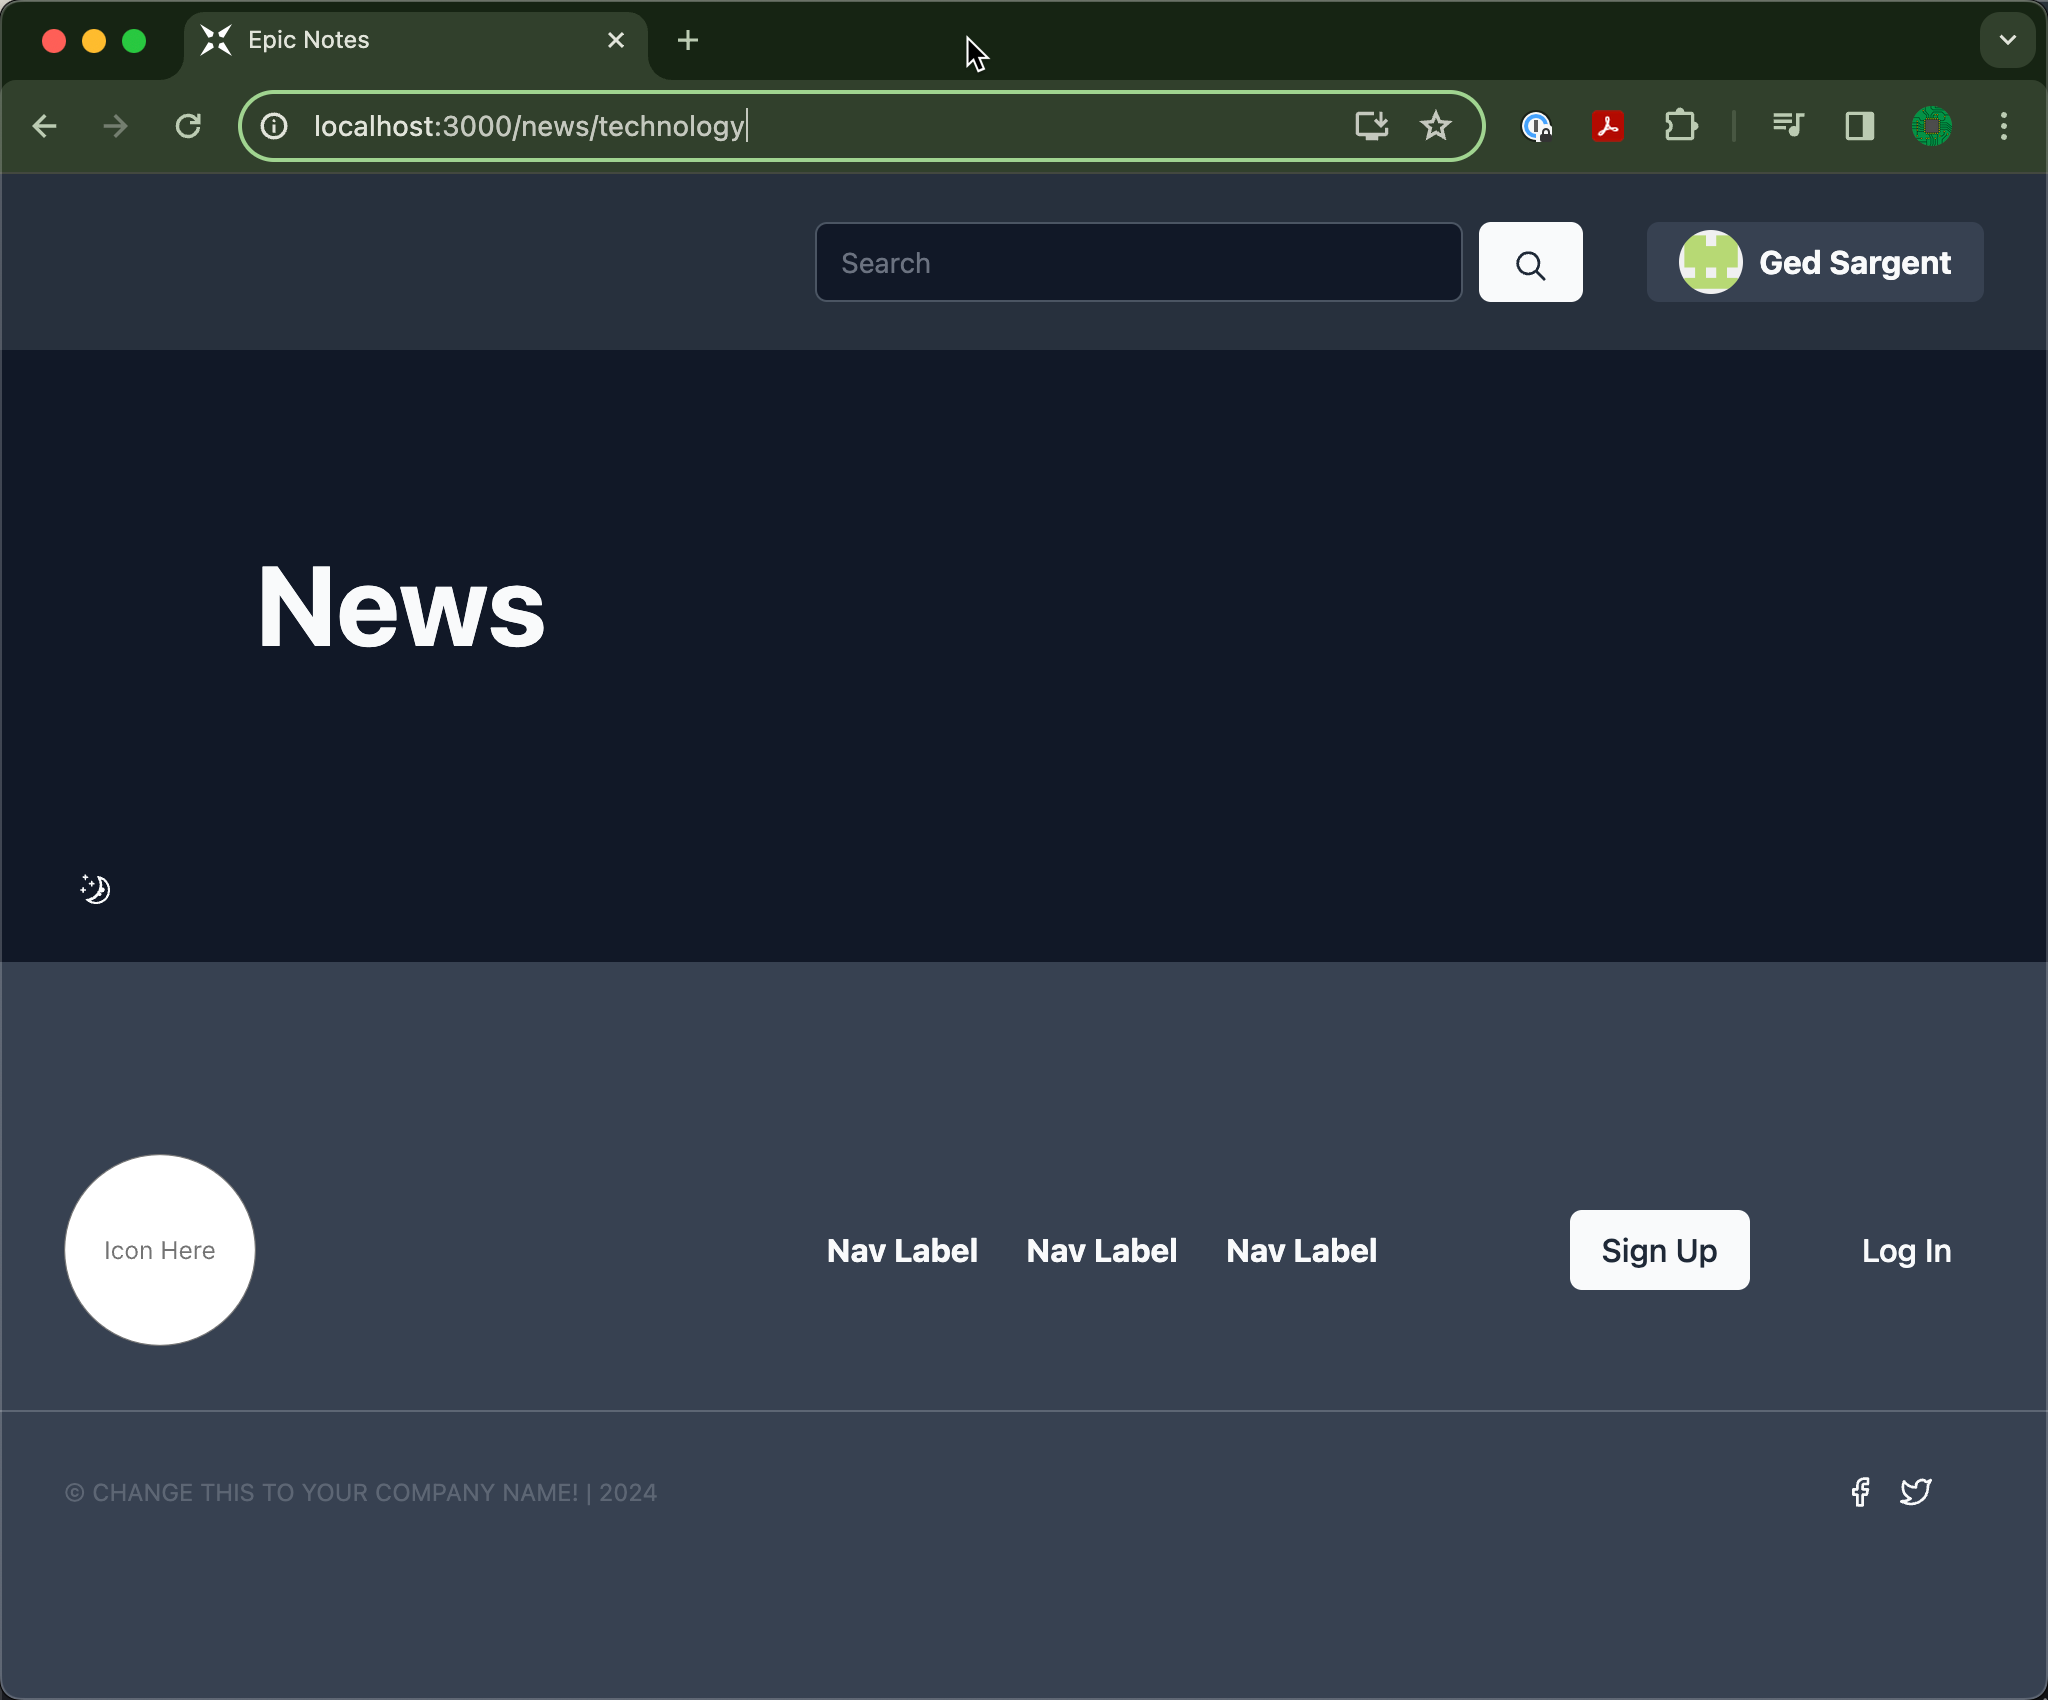 Epic Notes
localhost:3000/news/technology
Search
Ged Sargent
News
Icon Here
Nav Label Nav Label Nav Label
Sign Up
Log In
© CHANGE THIS TO YOUR COMPANY NAME! | 2024